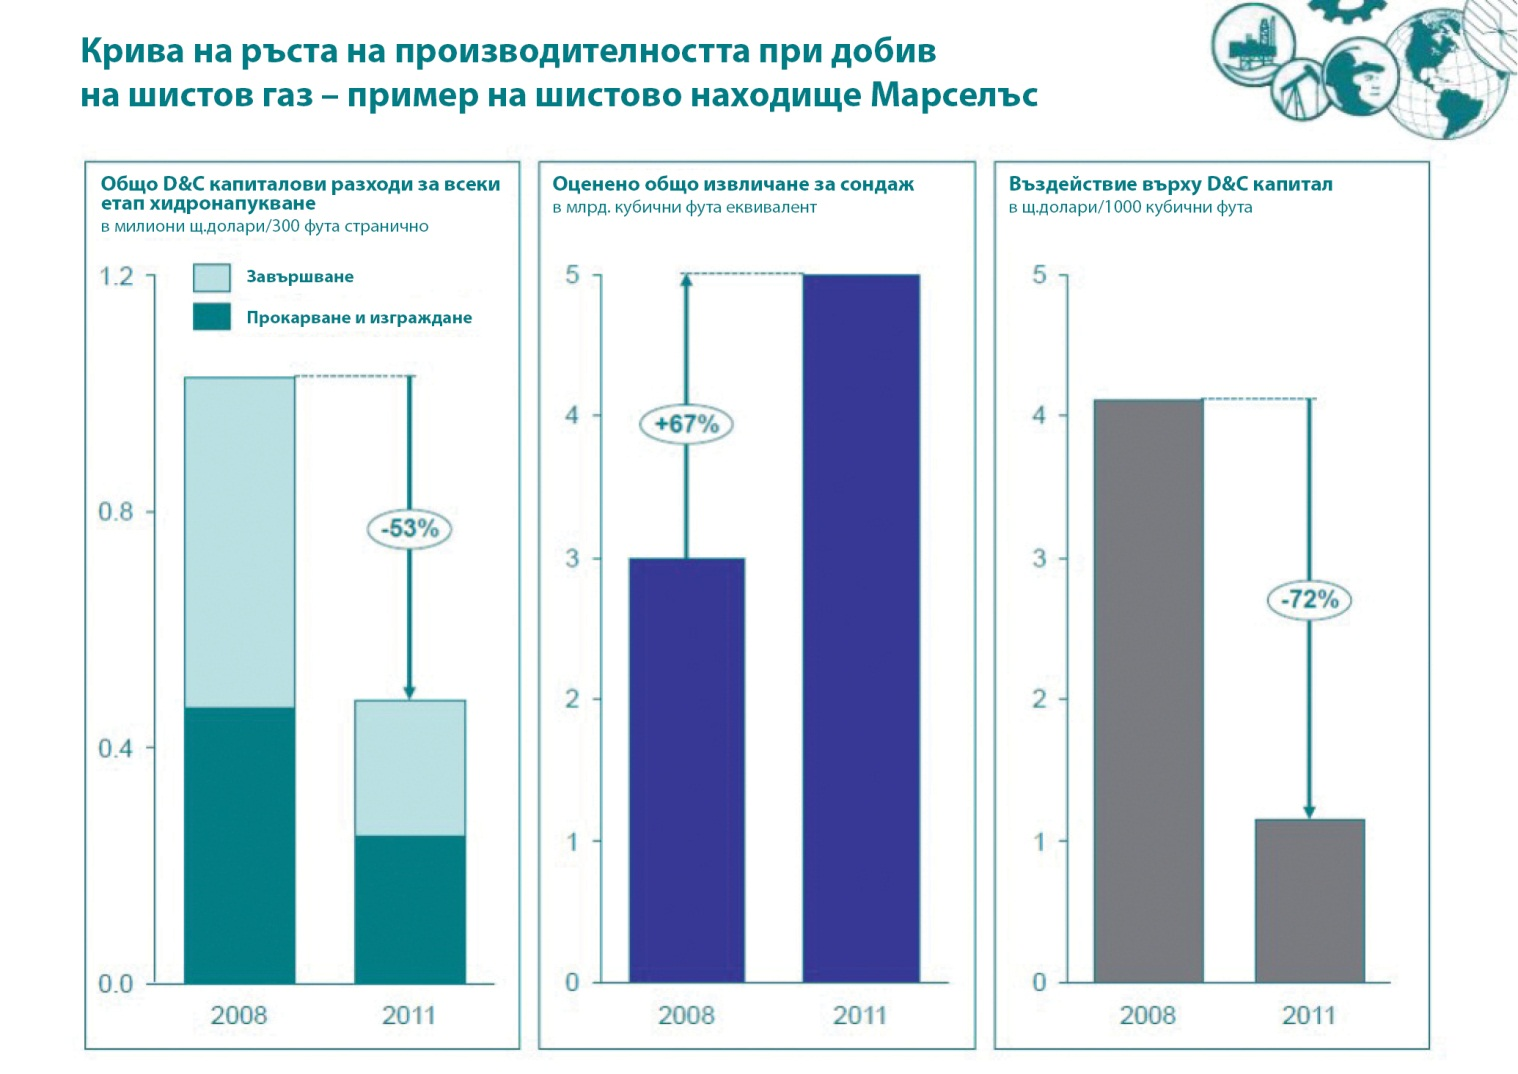 Крива на ръста на производителността при добив
на шистов газ – пример на шистово находище Марселъс
Общо D&C капиталови разходи за всеки
етап хидронапукване
в милиони щ.долари/300 фута странично
1.2
0.8
0.4
0.0
Завършване
Прокарване и изграждане
-53%
2008
2011
Оценено общо извличане за сондаж
в млрд. кубични фута еквивалент
5
4
3
2
1
0
+67%
2008
2011
Въздействие върху D&C капитал
в щ.долари/1000 кубични фута
5
4
3
2
1
0
-72%
2008
2011